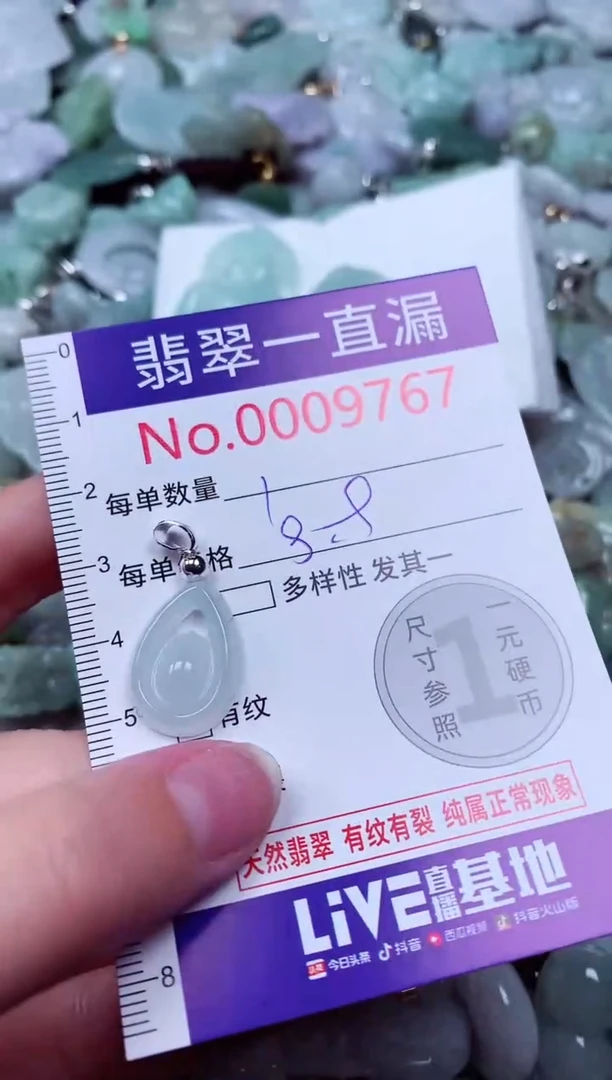 0
翡翠一直漏
1
No.0009767
2
每单数量 1
3
每单 格 8-8
多样性 发其一
4
尺寸参照
1
一元硬币
5
有纹
天然翡翠 有纹有裂 纯属正常现象
LiVE直播基地
头条 今日头条 抖音 西瓜视频 抖音火山版
8